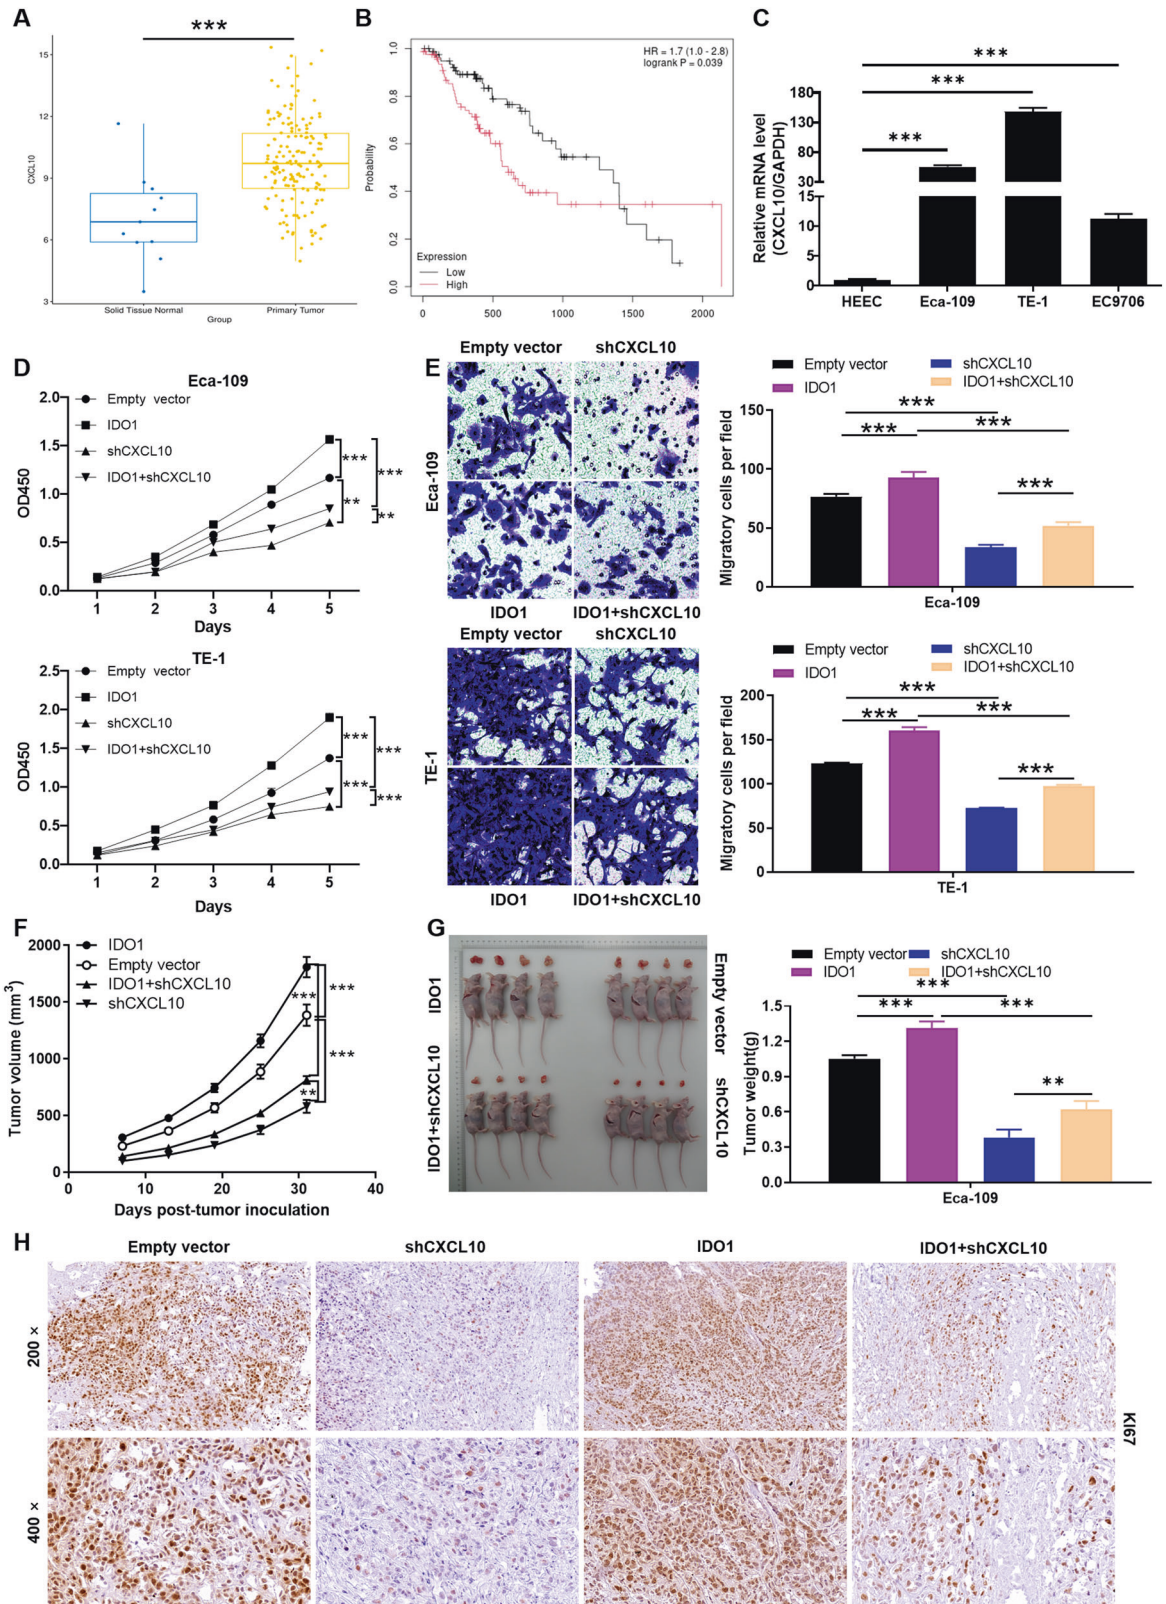 A
***
CXCL10
15
12
9
6
3
Solid Tissue Normal
Primary Tumor
Group
B
HR = 1.7 (1.0 - 2.8)
logrank P = 0.039
Probability
1.0
0.8
0.6
0.4
0.2
0.0
Expression
Low
High
0
500
1000
1500
2000
C
***
***
***
Relative mRNA level
(CXCL10/GAPDH)
180
130
80
30
15
10
5
0
HEEC
Eca-109
TE-1
EC9706
D
Eca-109
Empty vector
IDO1
shCXCL10
IDO1+shCXCL10
OD450
2.0
1.5
1.0
0.5
0.0
***
***
**
**
1
2
3
4
5
Days
TE-1
Empty vector
IDO1
shCXCL10
IDO1+shCXCL10
OD450
2.5
2.0
1.5
1.0
0.5
0.0
***
***
***
***
1
2
3
4
5
Days
E
Empty vector
shCXCL10
Eca-109
IDO1
IDO1+shCXCL10
Empty vector
shCXCL10
TE-1
IDO1
IDO1+shCXCL10
Empty vector
shCXCL10
IDO1
IDO1+shCXCL10
Migratory cells per field
150
100
50
0
***
***
***
***
Eca-109
Empty vector
shCXCL10
IDO1
IDO1+shCXCL10
Migratory cells per field
200
150
100
50
0
***
***
***
***
TE-1
F
IDO1
Empty vector
IDO1+shCXCL10
shCXCL10
Tumor volume (mm3)
2000
1500
1000
500
0
***
***
***
**
0
10
20
30
40
Days post-tumor inoculation
G
IDO1
Empty vector
IDO1+shCXCL10
shCXCL10
Empty vector
shCXCL10
IDO1
IDO1+shCXCL10
Tumor weight(g)
1.5
1.2
0.9
0.6
0.3
0.0
***
***
***
**
Eca-109
H
Empty vector
shCXCL10
IDO1
IDO1+shCXCL10
200 ×
400 ×
KI67